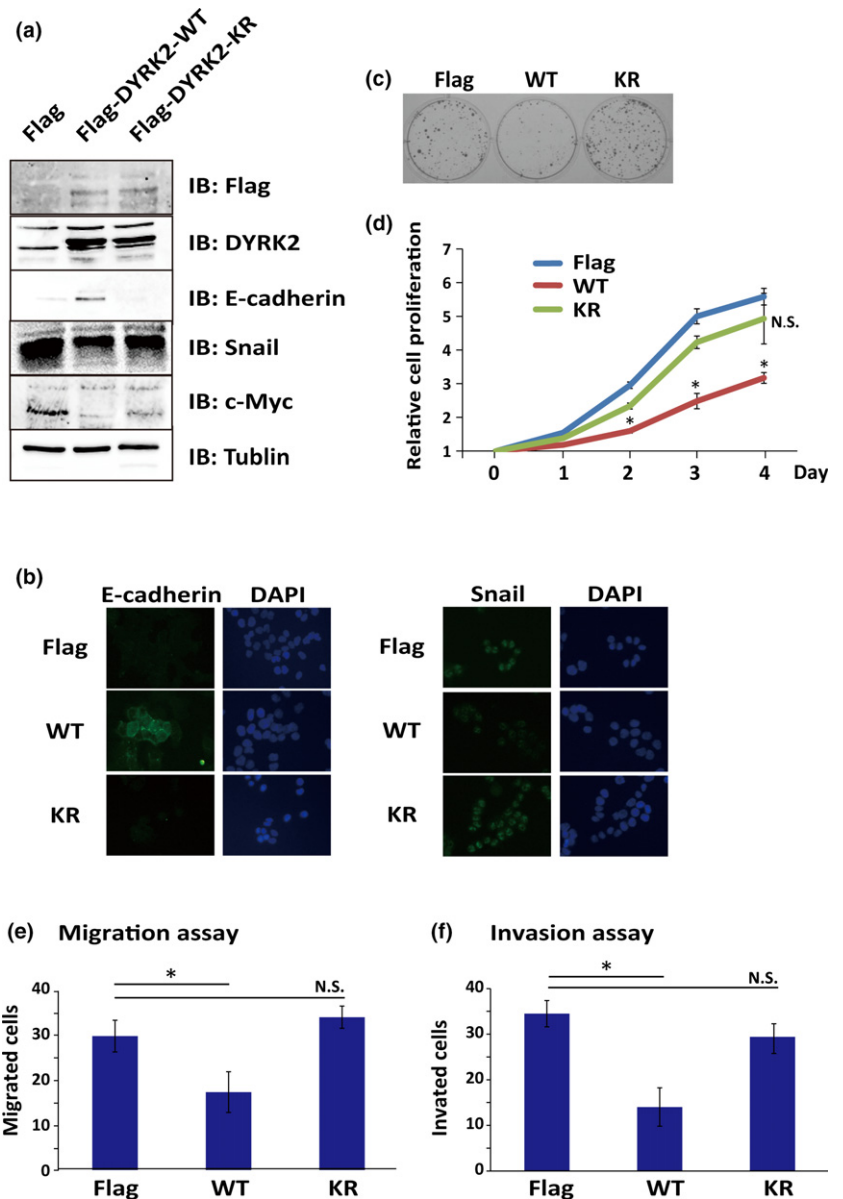 (a)
Flag
Flag-DYRK2-WT
Flag-DYRK2-KR
IB: Flag
IB: DYRK2
IB: E-cadherin
IB: Snail
IB: c-Myc
IB: Tublin
(c)
Flag WT KR
(d)
Relative cell proliferation
7
6
5
4
3
2
1
Flag
WT
KR
N.S.
*
*
*
0 1 2 3 4 Day
(b)
E-cadherin DAPI
Flag
WT
KR
Snail DAPI
Flag
WT
KR
(e) Migration assay
Migrated cells
40
30
20
10
0
*
N.S.
Flag WT KR
(f) Invasion assay
Invated cells
40
30
20
10
0
*
N.S.
Flag WT KR